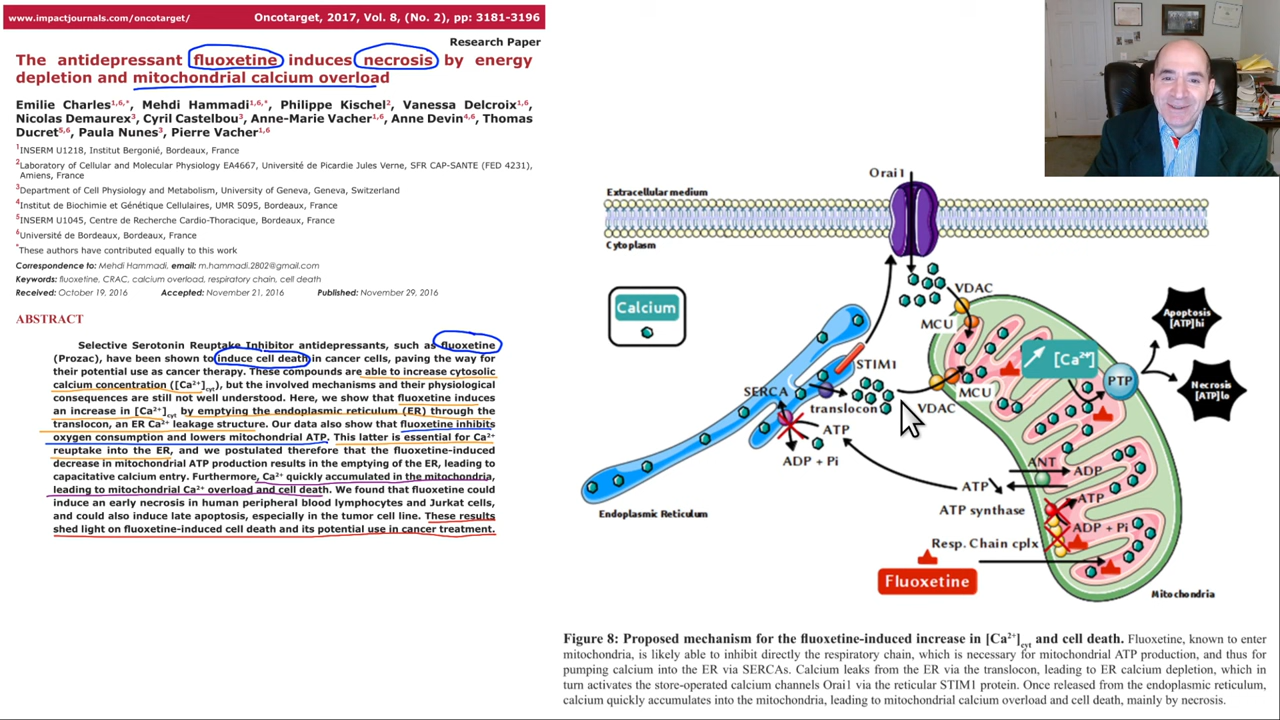 www.impactjournals.com/oncotarget/
Oncotarget, 2017, Vol. 8, (No. 2), pp: 3181-3196
Research Paper
The antidepressant fluoxetine induces necrosis by energy
depletion and mitochondrial calcium overload
Emilie Charles1,6,*, Mehdi Hammadi1,6,*, Philippe Kischel2, Vanessa Delcroix1,6,
Nicolas Demaurex3, Cyril Castelbou3, Anne-Marie Vacher1,6, Anne Devin4,6, Thomas
Ducret5,6, Paula Nunes3, Pierre Vacher1,6
1INSERM U1218, Institut Bergonié, Bordeaux, France
2Laboratory of Cellular and Molecular Physiology EA4667, Université de Picardie Jules Verne, SFR CAP-SANTE (FED 4231),
Amiens, France
3Department of Cell Physiology and Metabolism, University of Geneva, Geneva, Switzerland
4Institut de Biochimie et Génétique Cellulaires, UMR 5095, Bordeaux, France
5INSERM U1045, Centre de Recherche Cardio-Thoracique, Bordeaux, France
6Université de Bordeaux, Bordeaux, France
*These authors have contributed equally to this work
Correspondence to: Mehdi Hammadi, email: m.hammadi.2802@gmail.com
Keywords: fluoxetine, CRAC, calcium overload, respiratory chain, cell death
Received: October 19, 2016 Accepted: November 21, 2016 Published: November 29, 2016
ABSTRACT
Selective Serotonin Reuptake Inhibitor antidepressants, such as fluoxetine
(Prozac), have been shown to induce cell death in cancer cells, paving the way for
their potential use as cancer therapy. These compounds are able to increase cytosolic
calcium concentration ([Ca2+]cyt), but the involved mechanisms and their physiological
consequences are still not well understood. Here, we show that fluoxetine induces
an increase in [Ca2+]cyt by emptying the endoplasmic reticulum (ER) through the
translocon, an ER Ca2+ leakage structure. Our data also show that fluoxetine inhibits
oxygen consumption and lowers mitochondrial ATP. This latter is essential for Ca2+
reuptake into the ER, and we postulated therefore that the fluoxetine-induced
decrease in mitochondrial ATP production results in the emptying of the ER, leading to
capacitative calcium entry. Furthermore, Ca2+ quickly accumulated in the mitochondria,
leading to mitochondrial Ca2+ overload and cell death. We found that fluoxetine could
induce an early necrosis in human peripheral blood lymphocytes and Jurkat cells,
and could also induce late apoptosis, especially in the tumor cell line. These results
shed light on fluoxetine-induced cell death and its potential use in cancer treatment.
Orai1
Extracellular medium
Cytoplasm
Calcium
VDAC
MCU
STIM1
SERCA
translocon
VDAC
MCU
[Ca2+]
PTP
Apoptosis
[ATP]hi
Necrosis
[ATP]lo
ATP
ADP + Pi
ANT
ADP
ATP
ATP
ATP synthase
ADP + Pi
Resp. Chain cplx
Endoplasmic Reticulum
Fluoxetine
Mitochondria
Figure 8: Proposed mechanism for the fluoxetine-induced increase in [Ca2+]cyt and cell death. Fluoxetine, known to enter
mitochondria, is likely able to inhibit directly the respiratory chain, which is necessary for mitochondrial ATP production, and thus for
pumping calcium into the ER via SERCAs. Calcium leaks from the ER via the translocon, leading to ER calcium depletion, which in
turn activates the store-operated calcium channels Orai1 via the reticular STIM1 protein. Once released from the endoplasmic reticulum,
calcium quickly accumulates into the mitochondria, leading to mitochondrial calcium overload and cell death, mainly by necrosis.